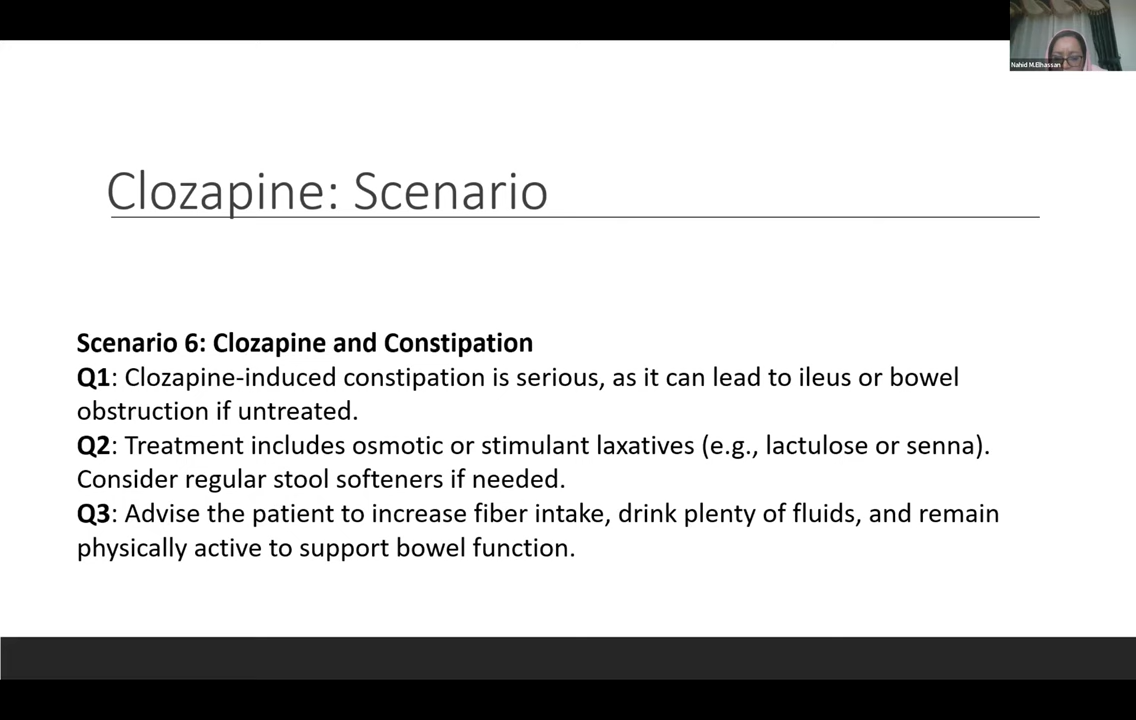 Nahid M.Elhassan
Clozapine: Scenario
Scenario 6: Clozapine and Constipation
Q1: Clozapine-induced constipation is serious, as it can lead to ileus or bowel
obstruction if untreated.
Q2: Treatment includes osmotic or stimulant laxatives (e.g., lactulose or senna).
Consider regular stool softeners if needed.
Q3: Advise the patient to increase fiber intake, drink plenty of fluids, and remain
physically active to support bowel function.